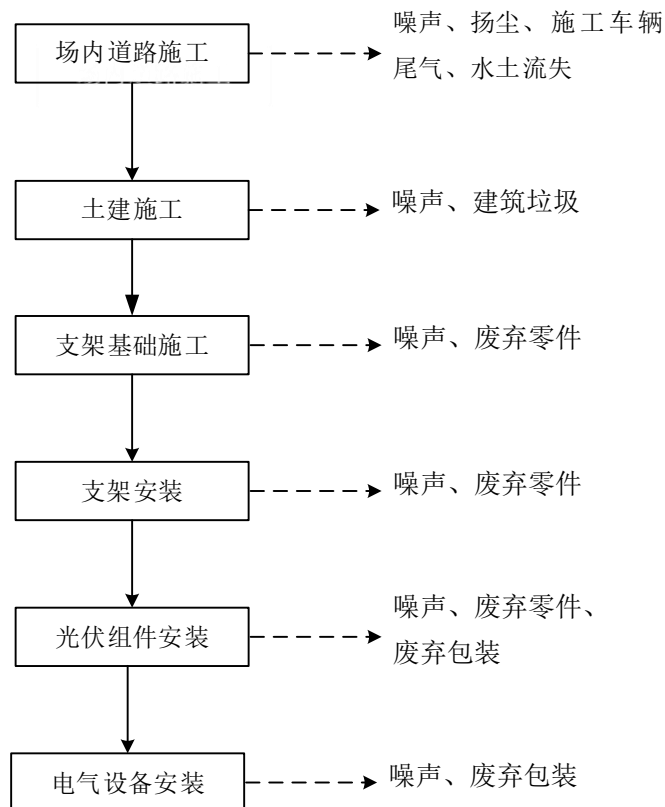 场内道路施工
噪声、扬尘、施工车辆
尾气、水土流失
土建施工
噪声、建筑垃圾
支架基础施工
噪声、废弃零件
支架安装
噪声、废弃零件
光伏组件安装
噪声、废弃零件、
废弃包装
电气设备安装
噪声、废弃包装